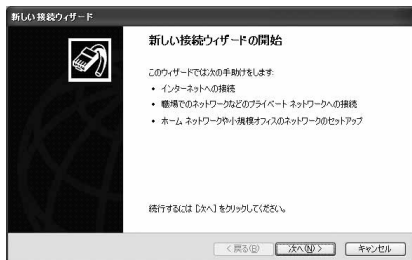 新しい接続ウィザード
新しい接続ウィザードの開始
このウィザードでは次の手助けをします:
• インターネットへの接続
• 職場でのネットワークなどのプライベート ネットワークへの接続
• ホーム ネットワークや小規模オフィスのネットワークのセットアップ
続行するには [次へ] をクリックしてください。
< 戻る(B)
次へ(N) >
キャンセル